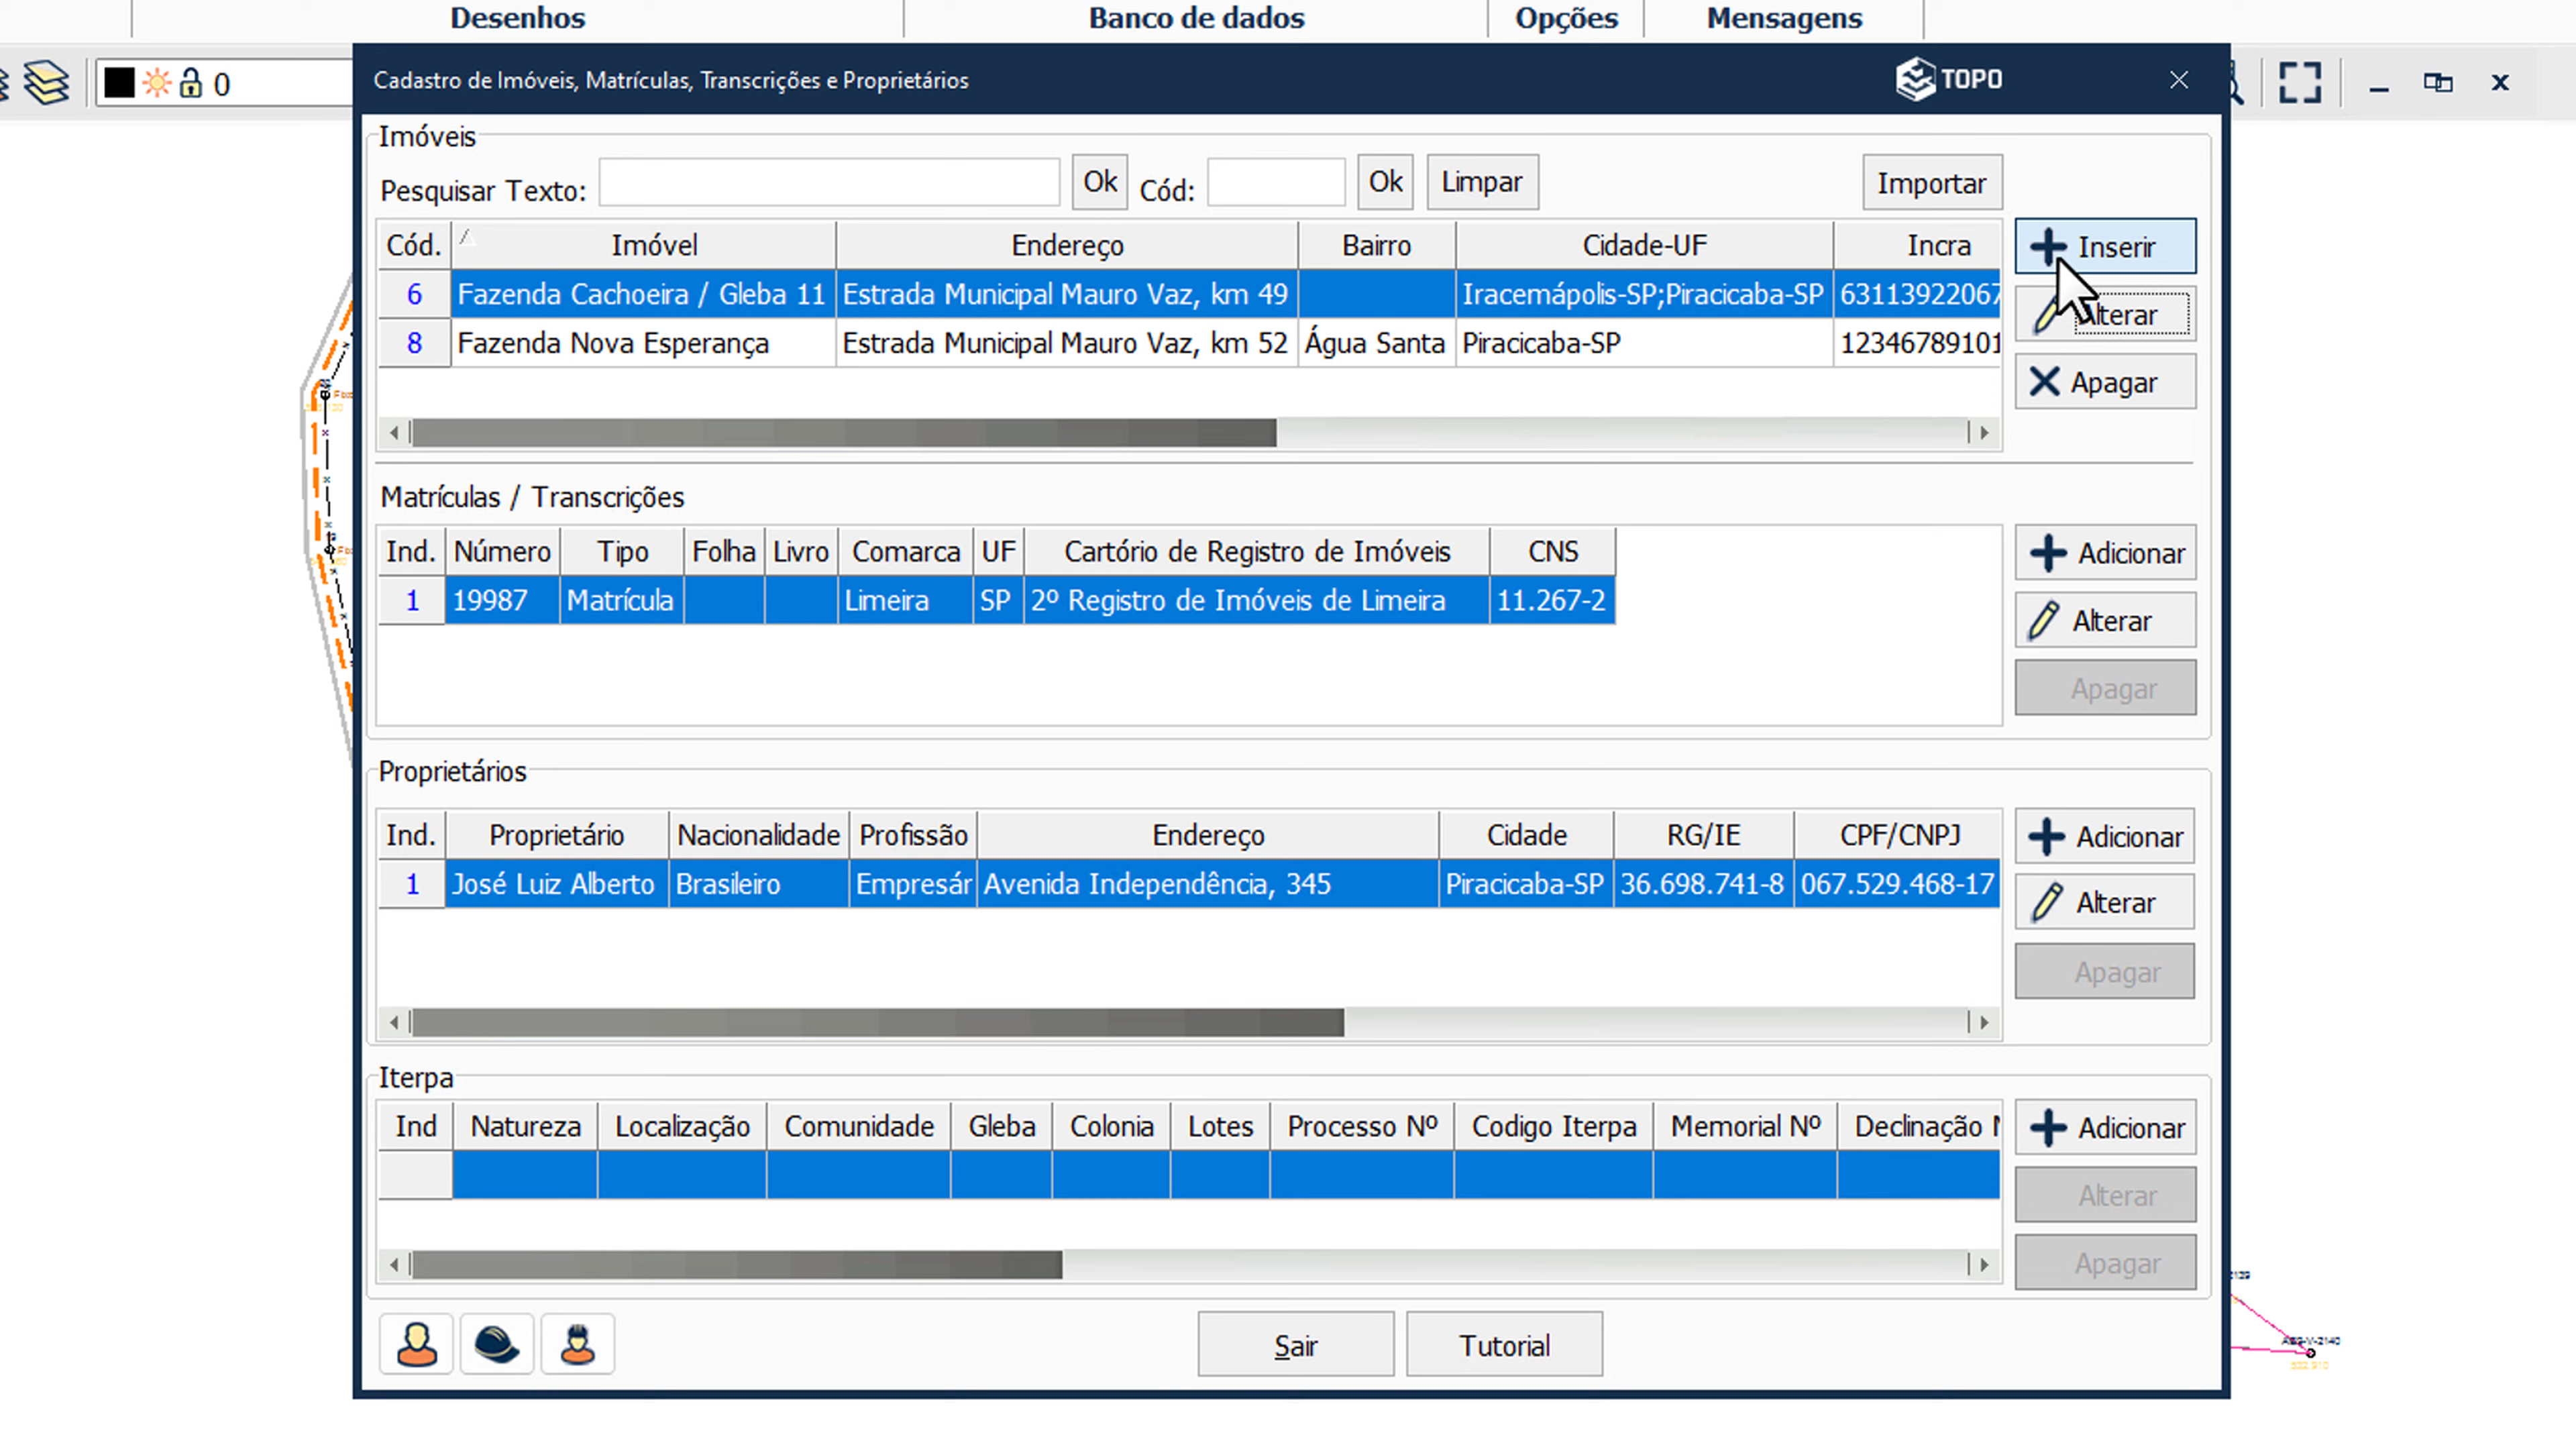 Desenhos Banco de dados Opções Mensagens
0
Cadastro de Imóveis, Matrículas, Transcrições e Proprietários TOPO
Imóveis
Pesquisar Texto: Ok Cód: Ok Limpar Importar
Cód. Imóvel Endereço Bairro Cidade-UF Incra
6 Fazenda Cachoeira / Gleba 11 Estrada Municipal Mauro Vaz, km 49 Iracemápolis-SP;Piracicaba-SP 63113922067
8 Fazenda Nova Esperança Estrada Municipal Mauro Vaz, km 52 Água Santa Piracicaba-SP 12346789101
Inserir
Alterar
Apagar
Matrículas / Transcrições
Ind. Número Tipo Folha Livro Comarca UF Cartório de Registro de Imóveis CNS
1 19987 Matrícula Limeira SP 2º Registro de Imóveis de Limeira 11.267-2
Adicionar
Alterar
Apagar
Proprietários
Ind. Proprietário Nacionalidade Profissão Endereço Cidade RG/IE CPF/CNPJ
1 José Luiz Alberto Brasileiro Empresár Avenida Independência, 345 Piracicaba-SP 36.698.741-8 067.529.468-17
Adicionar
Alterar
Apagar
Iterpa
Ind Natureza Localização Comunidade Gleba Colonia Lotes Processo Nº Codigo Iterpa Memorial Nº Declinação
Adicionar
Alterar
Apagar
Sair Tutorial